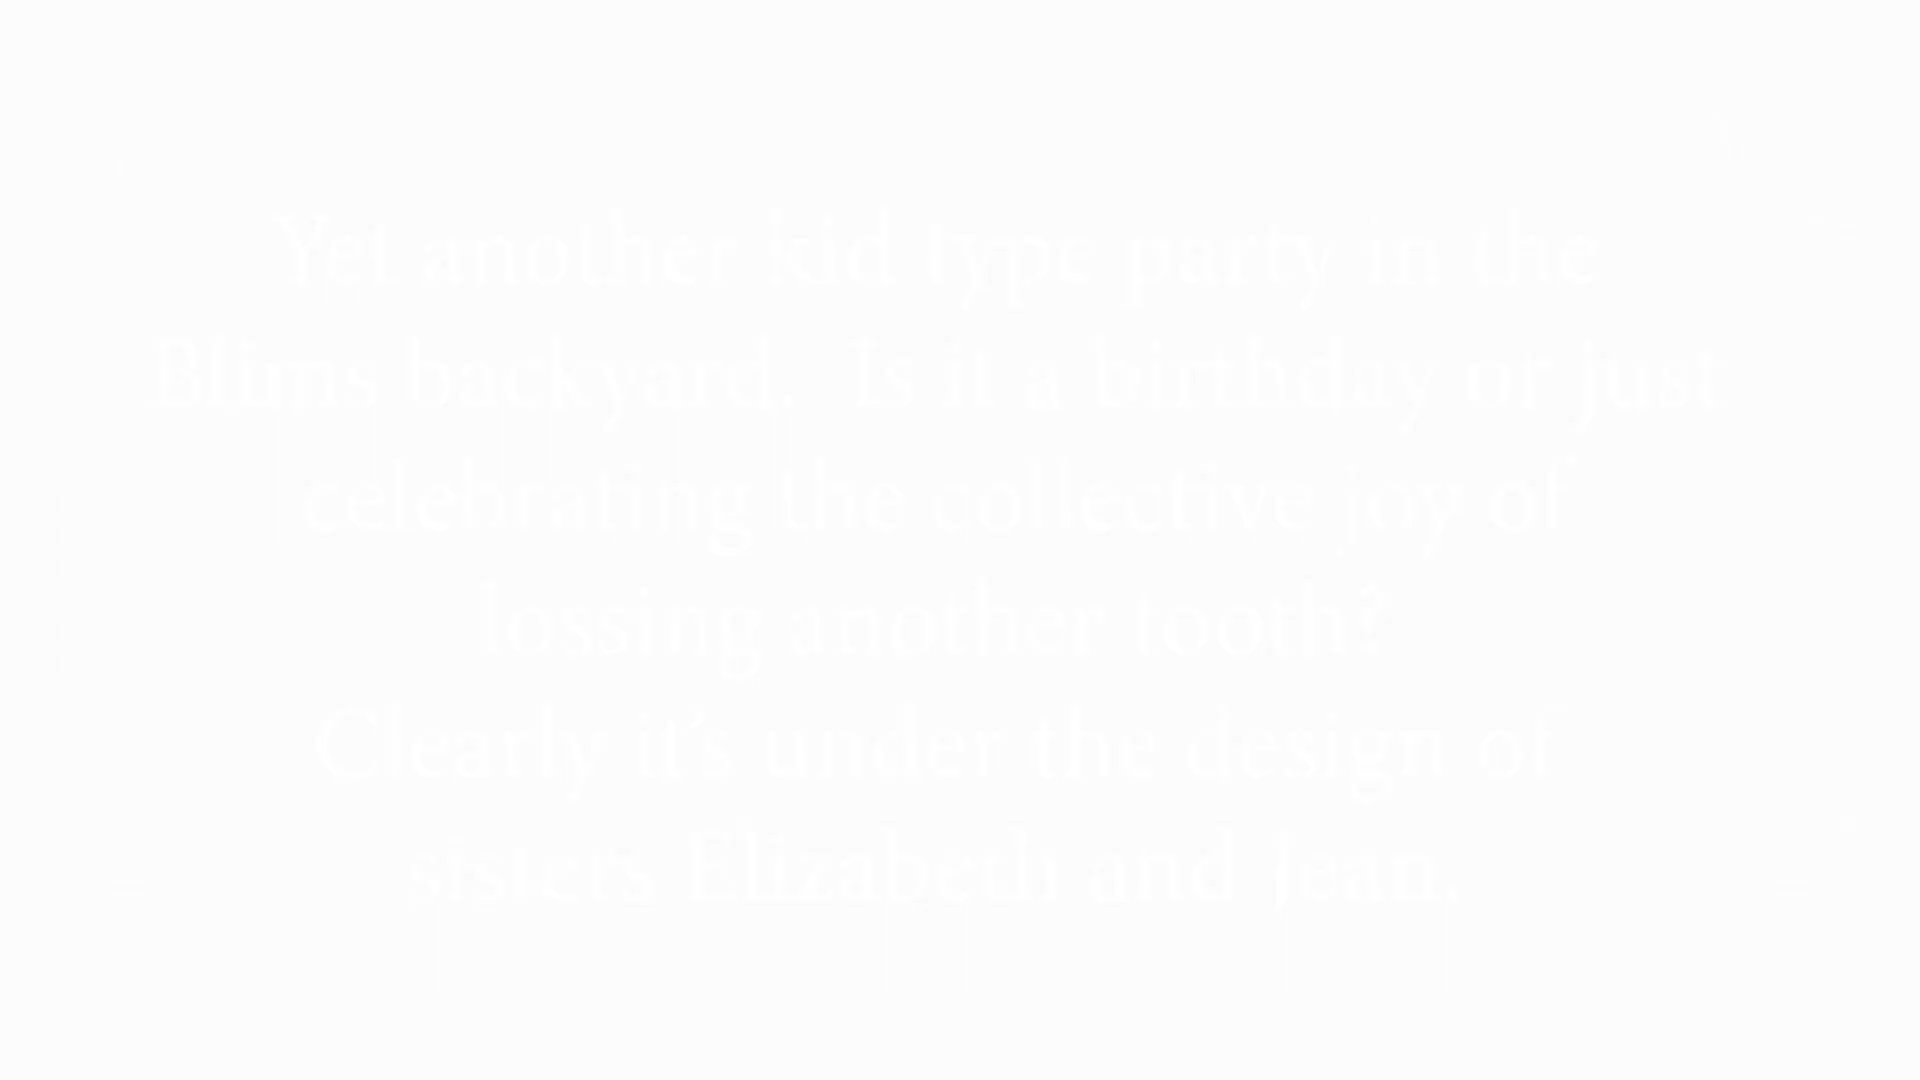 Yet another kid type party in the
Blims backyard.  Is it a birthday or just
celebrating the collective joy of
lossing another tooth?
Clearly it's under the design of
sisters Elizabeth and Jean.